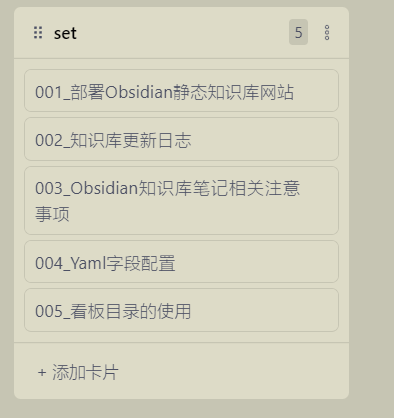 set
5
001_部署Obsidian静态知识库网站
002_知识库更新日志
003_Obsidian知识库笔记相关注意
事项
004_Yaml字段配置
005_看板目录的使用
+ 添加卡片